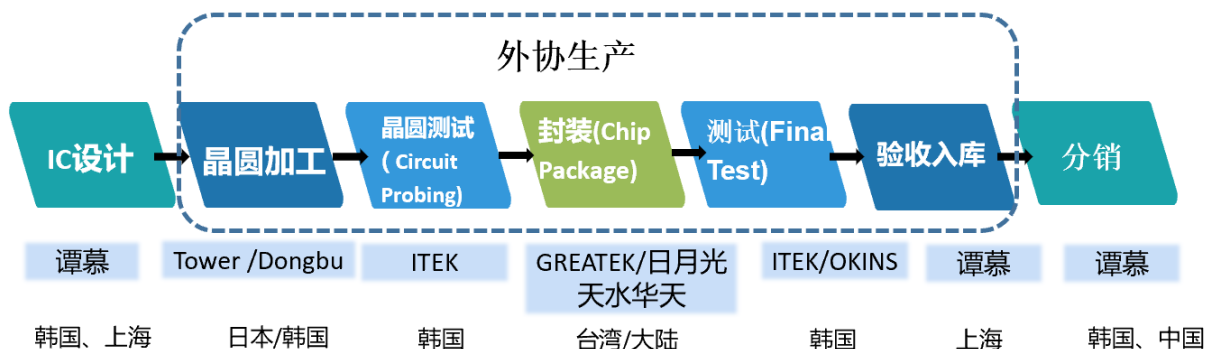 外协生产
IC设计
晶圆加工
晶圆测试
( Circuit
Probing)
封装(Chip
Package)
测试(Final
Test)
验收入库
分销
谭慕
Tower /Dongbu
ITEK
GREATEK/日月光
天水华天
ITEK/OKINS
谭慕
谭慕
韩国、上海
日本/韩国
韩国
台湾/大陆
韩国
上海
韩国、中国